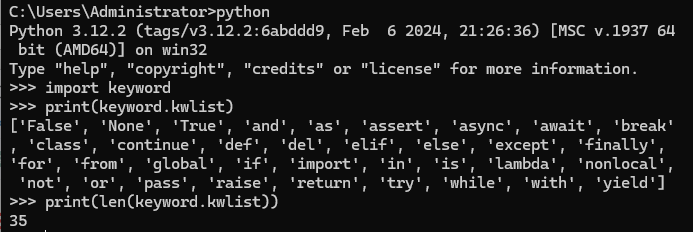 C:\Users\Administrator>python
Python 3.12.2 (tags/v3.12.2:6abddd9, Feb  6 2024, 21:26:36) [MSC v.1937 64
 bit (AMD64)] on win32
Type "help", "copyright", "credits" or "license" for more information.
>>> import keyword
>>> print(keyword.kwlist)
['False', 'None', 'True', 'and', 'as', 'assert', 'async', 'await', 'break'
, 'class', 'continue', 'def', 'del', 'elif', 'else', 'except', 'finally',
'for', 'from', 'global', 'if', 'import', 'in', 'is', 'lambda', 'nonlocal',
 'not', 'or', 'pass', 'raise', 'return', 'try', 'while', 'with', 'yield']
>>> print(len(keyword.kwlist))
35